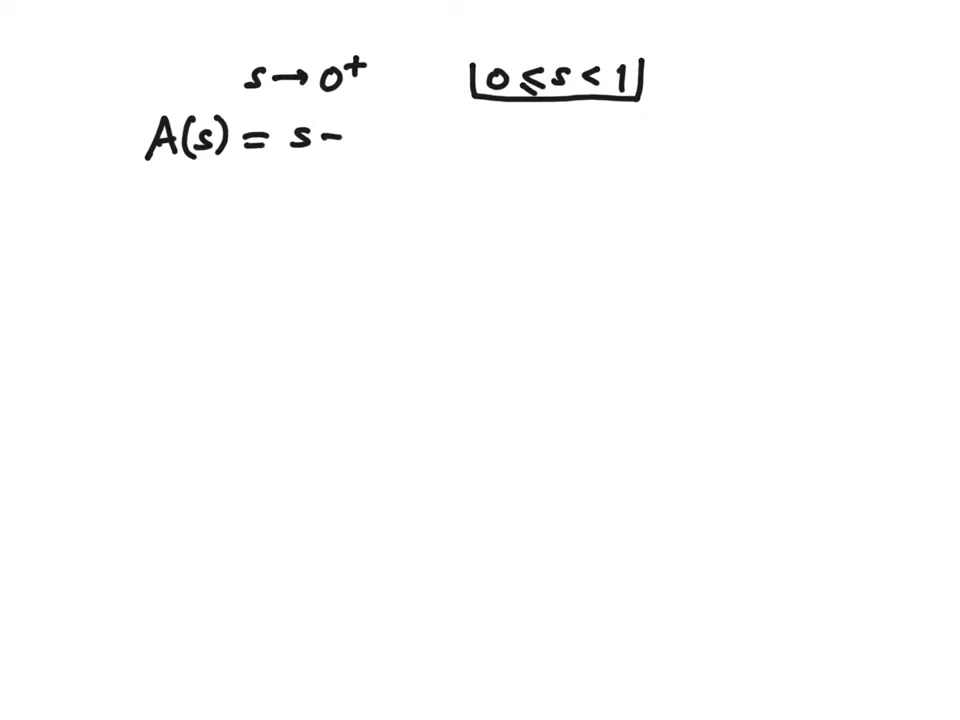 s → 0⁺ 0 ≤ s < 1
A(s) = s −